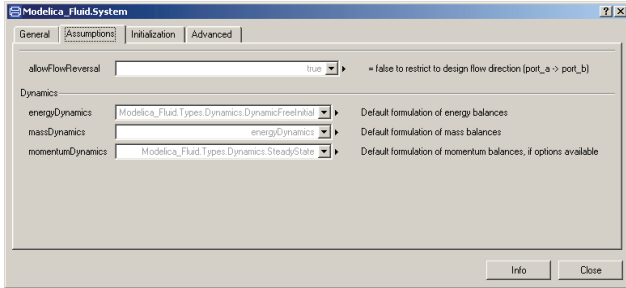 Modelica_Fluid.System
General Assumptions Initialization Advanced
allowFlowReversal true = false to restrict to design flow direction (port_a -> port_b)
Dynamics
energyDynamics Modelica_Fluid.Types.Dynamics.DynamicFreeInitial Default formulation of energy balances
massDynamics energyDynamics Default formulation of mass balances
momentumDynamics Modelica_Fluid.Types.Dynamics.SteadyState Default formulation of momentum balances, if options available
Info Close